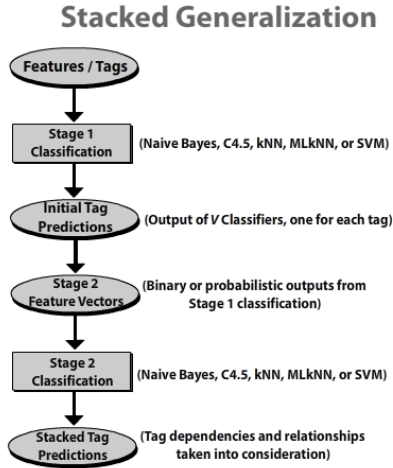 Stacked Generalization
Features / Tags
Stage 1
Classification
(Naive Bayes, C4.5, kNN, MLkNN, or SVM)
Initial Tag
Predictions
(Output of V Classifiers, one for each tag)
Stage 2
Feature Vectors
(Binary or probabilistic outputs from
Stage 1 classification)
Stage 2
Classification
(Naive Bayes, C4.5, kNN, MLkNN, or SVM)
Stacked Tag
Predictions
(Tag dependencies and relationships
taken into consideration)